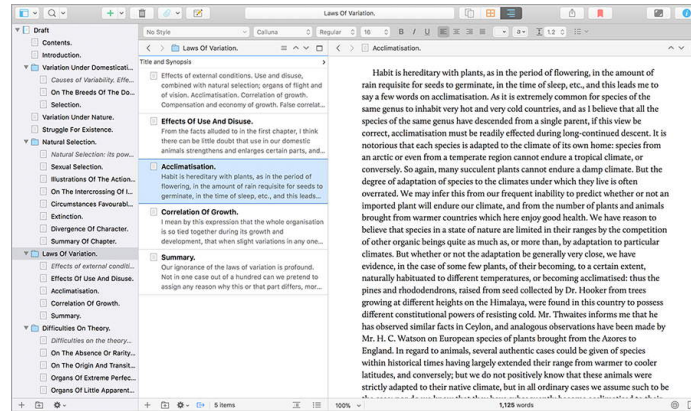 Laws Of Variation.
No Style
Calluna
Regular
16
B I U
1.2
Draft
Contents.
Introduction.
Variation Under Domesticati...
Causes of Variability. Effe...
On The Breeds Of The Do...
Selection.
Variation Under Nature.
Struggle For Existence.
Natural Selection.
Natural Selection: its pow...
Sexual Selection.
Illustrations Of The Action...
On The Intercrossing Of I...
Circumstances Favourabl...
Extinction.
Divergence Of Character.
Summary Of Chapter.
Laws Of Variation.
Effects of external conditi...
Effects Of Use And Disuse.
Acclimatisation.
Correlation Of Growth.
Summary.
Difficulties On Theory.
Difficulties on the theory...
On The Absence Or Rarity...
On The Origin And Transit...
Organs Of Extreme Perfec...
Organs Of Little Apparent...
Laws Of Variation.
Title and Synopsis
Effects of external conditions. Use and disuse,
combined with natural selection; organs of flight and
of vision. Acclimatisation. Correlation of growth.
Compensation and economy of growth. False correlat...
Effects Of Use And Disuse.
From the facts alluded to in the first chapter, I think
there can be little doubt that use in our domestic
animals strengthens and enlarges certain parts, and...
Acclimatisation.
Habit is hereditary with plants, as in the period of
flowering, in the amount of rain requisite for seeds to
germinate, in the time of sleep, etc., and this leads...
Correlation Of Growth.
I mean by this expression that the whole organisation
is so tied together during its growth and
development, that when slight variations in any one...
Summary.
Our ignorance of the laws of variation is profound.
Not in one case out of a hundred can we pretend to
assign any reason why this or that part differs, mor...
5 items
Acclimatisation.
Habit is hereditary with plants, as in the period of flowering, in the amount of
rain requisite for seeds to germinate, in the time of sleep, etc., and this leads me to
say a few words on acclimatisation. As it is extremely common for species of the
same genus to inhabit very hot and very cold countries, and as I believe that all the
species of the same genus have descended from a single parent, if this view be
correct, acclimatisation must be readily effected during long-continued descent. It is
notorious that each species is adapted to the climate of its own home: species from
an arctic or even from a temperate region cannot endure a tropical climate, or
conversely. So again, many succulent plants cannot endure a damp climate. But the
degree of adaptation of species to the climates under which they live is often
overrated. We may infer this from our frequent inability to predict whether or not an
imported plant will endure our climate, and from the number of plants and animals
brought from warmer countries which here enjoy good health. We have reason to
believe that species in a state of nature are limited in their ranges by the competition
of other organic beings quite as much as, or more than, by adaptation to particular
climates. But whether or not the adaptation be generally very close, we have
evidence, in the case of some few plants, of their becoming, to a certain extent,
naturally habituated to different temperatures, or becoming acclimatised: thus the
pines and rhododendrons, raised from seed collected by Dr. Hooker from trees
growing at different heights on the Himalaya, were found in this country to possess
different constitutional powers of resisting cold. Mr. Thwaites informs me that he
has observed similar facts in Ceylon, and analogous observations have been made by
Mr. H. C. Watson on European species of plants brought from the Azores to
England. In regard to animals, several authentic cases could be given of species
within historical times having largely extended their range from warmer to cooler
latitudes, and conversely; but we do not positively know that these animals were
strictly adapted to their native climate, but in all ordinary cases we assume such to be
100%
1,125 words